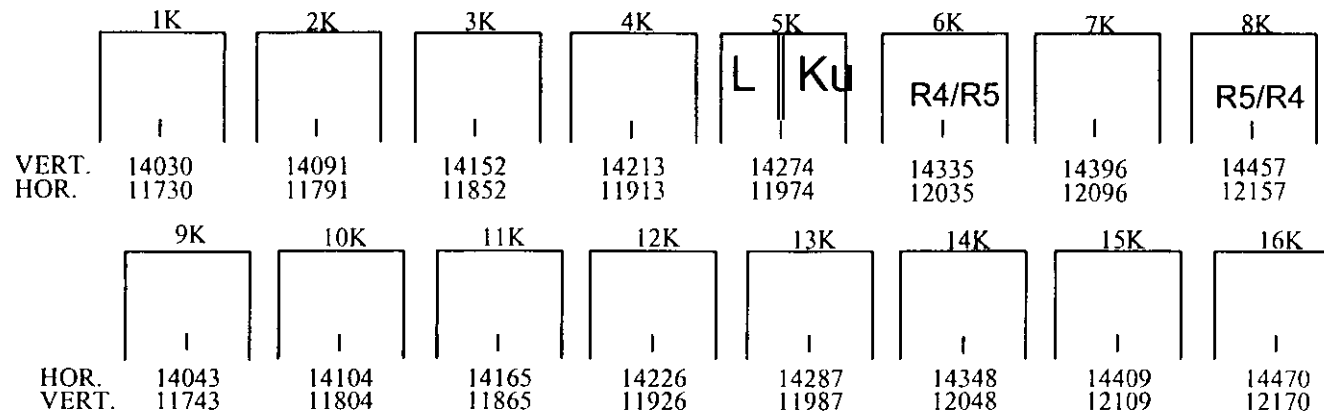 1K 2K 3K 4K 5K 6K 7K 8K
L Ku R4/R5 R5/R4
VERT. 14030 14091 14152 14213 14274 14335 14396 14457
HOR. 11730 11791 11852 11913 11974 12035 12096 12157
9K 10K 11K 12K 13K 14K 15K 16K
HOR. 14043 14104 14165 14226 14287 14348 14409 14470
VERT. 11743 11804 11865 11926 11987 12048 12109 12170